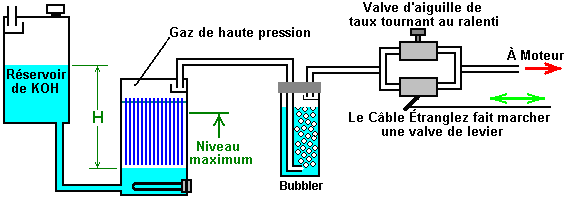 Valve d'aiguille de
taux tournant au ralenti
Gaz de haute pression
À Moteur
Réservoir
de KOH
H
Niveau
maximum
Le Câble Étranglez fait marcher
une valve de levier
Bubbler